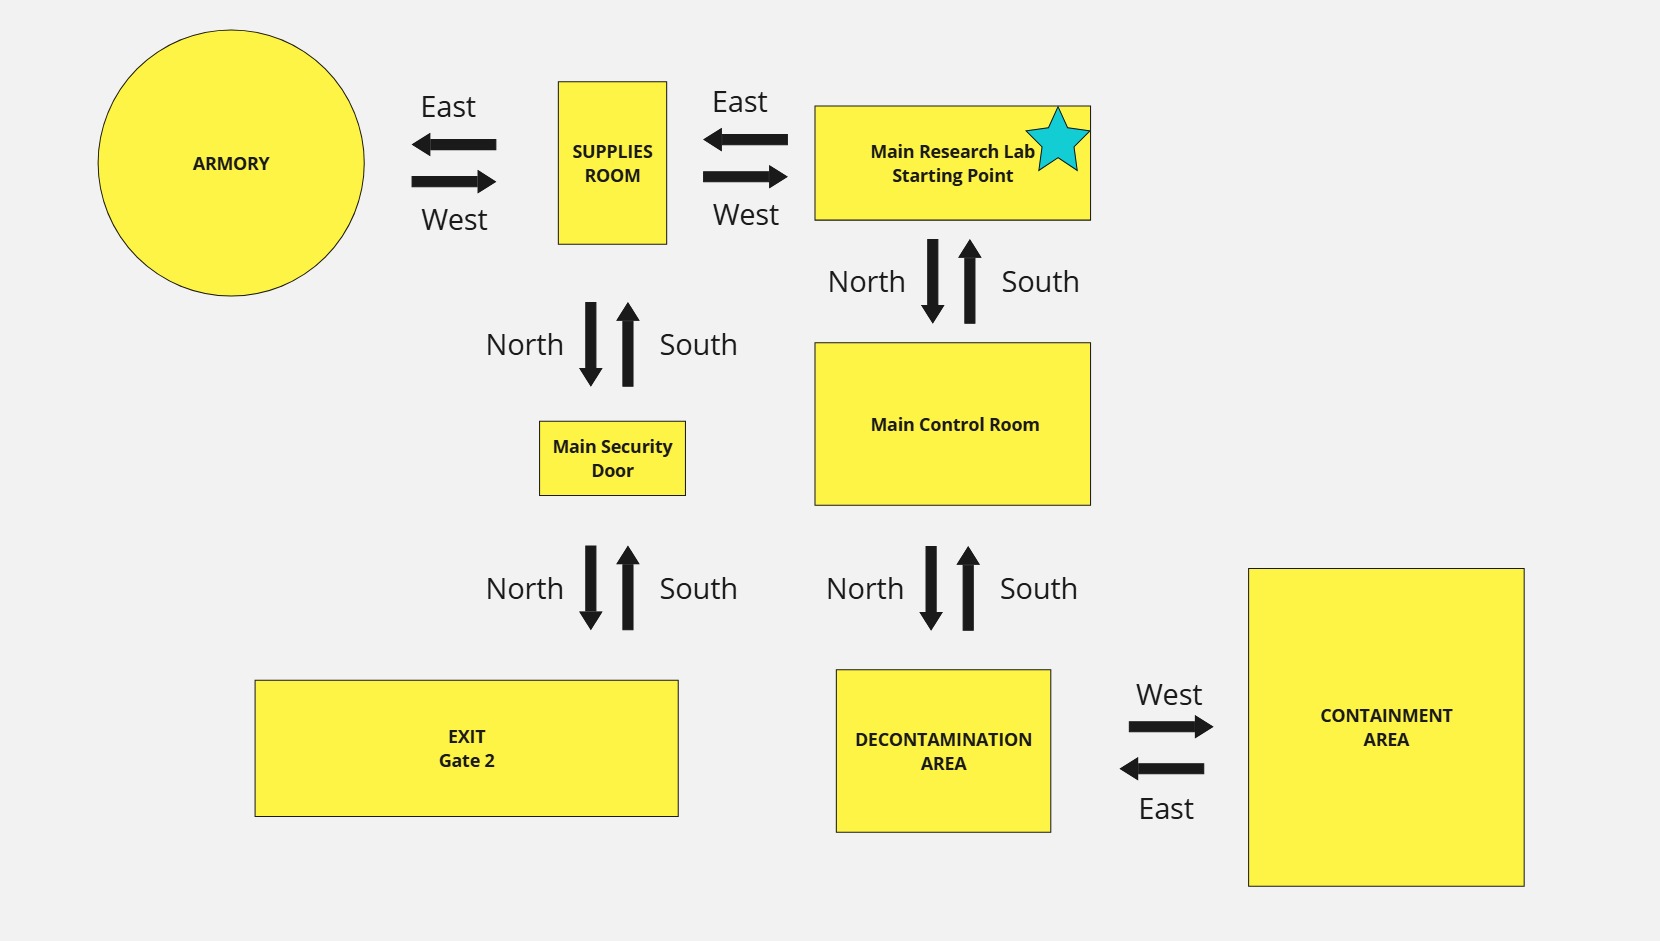 East
East
ARMORY
SUPPLIES
ROOM
Main Research Lab
Starting Point
West
West
North
South
North
South
Main Control Room
Main Security
Door
North
South
North
South
West
EXIT
Gate 2
DECONTAMINATION
AREA
CONTAINMENT
AREA
East